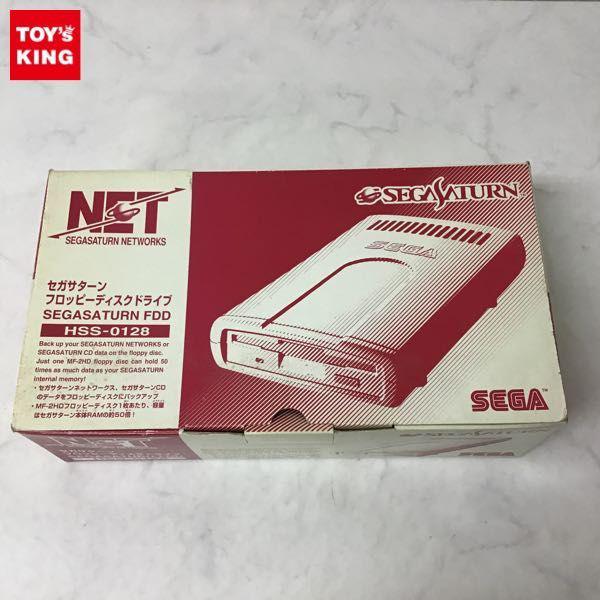 TOY'S
KING
NET
SEGASATURN NETWORKS
セガサターン
フロッピーディスクドライブ
SEGASATURN FDD
HSS-0128
Back up your SEGASATURN NETWORKS or
SEGASATURN CD data on the floppy disc.
Just one MF-2HD floppy disc can hold 50
times as much data as your SEGASATURN
internal memory!
・セガサターンネットワークス、セガサターンCD
のデータをフロッピーディスクにバックアップ
・MF-2HDフロッピーディスク1枚あたり、容量
はセガサターン本体RAMの約50倍!
SEGASATURN
SEGA
SEGA™
SEGA